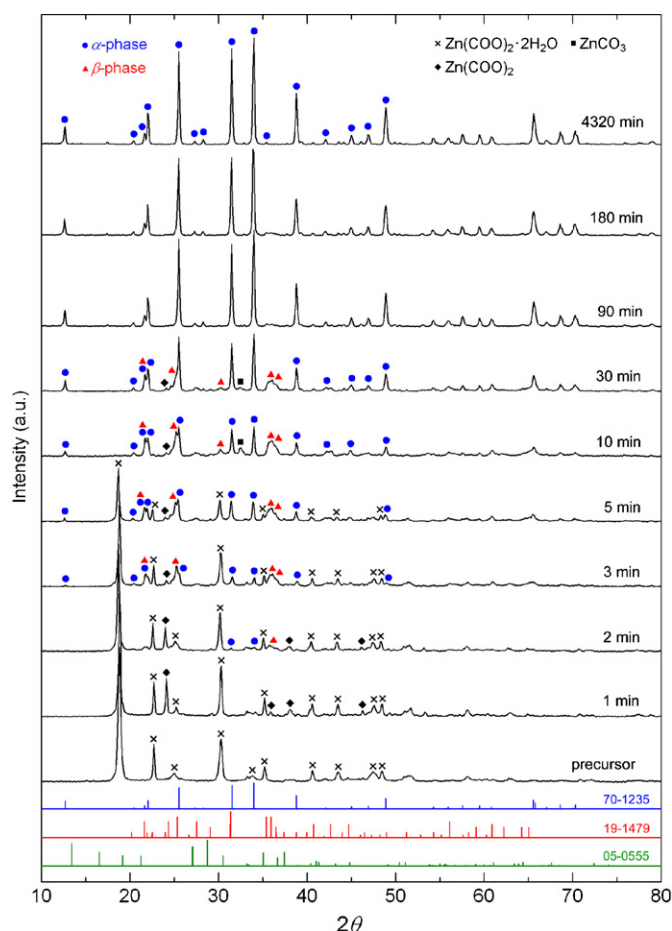 α-phase
β-phase
Zn(COO)₂·2H₂O
ZnCO₃
Zn(COO)₂
4320 min
180 min
90 min
30 min
10 min
5 min
3 min
2 min
1 min
precursor
70-1235
19-1479
05-0555
Intensity (a.u.)
10 20 30 40 50 60 70 80
2θ